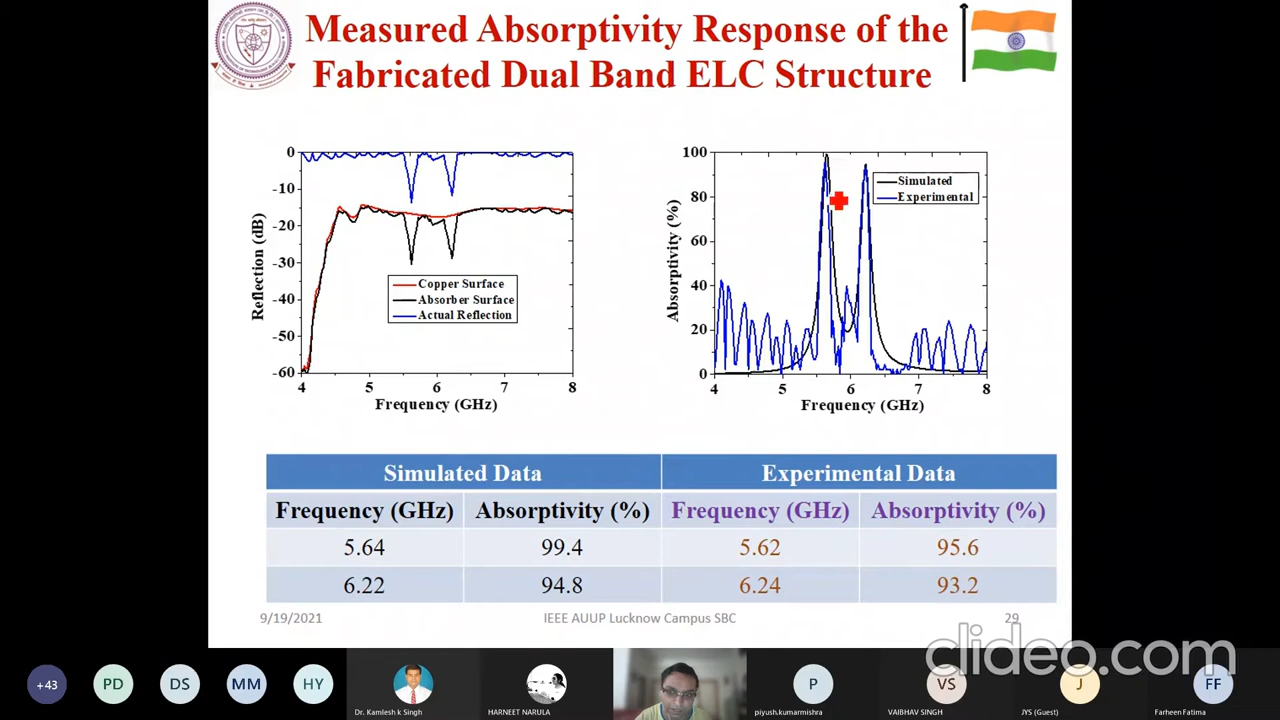 Measured Absorptivity Response of the
Fabricated Dual Band ELC Structure
0
-10
-20
-30
-40
-50
-60
Reflection (dB)
Copper Surface
Absorber Surface
Actual Reflection
4 5 6 7 8
Frequency (GHz)
100
80
60
40
20
0
Absorptivity (%)
Simulated
Experimental
4 5 6 7 8
Frequency (GHz)
Simulated Data Experimental Data
Frequency (GHz) Absorptivity (%) Frequency (GHz) Absorptivity (%)
5.64 99.4 5.62 95.6
6.22 94.8 6.24 93.2
9/19/2021 IEEE AUUP Lucknow Campus SBC 29
clideo.com
+43 PD DS MM HY P VS J FF
Dr. Kamlesh k Singh HARNEET NARULA piyush.kumarmishra VAIBHAV SINGH JYS (Guest) Farheen Fatima